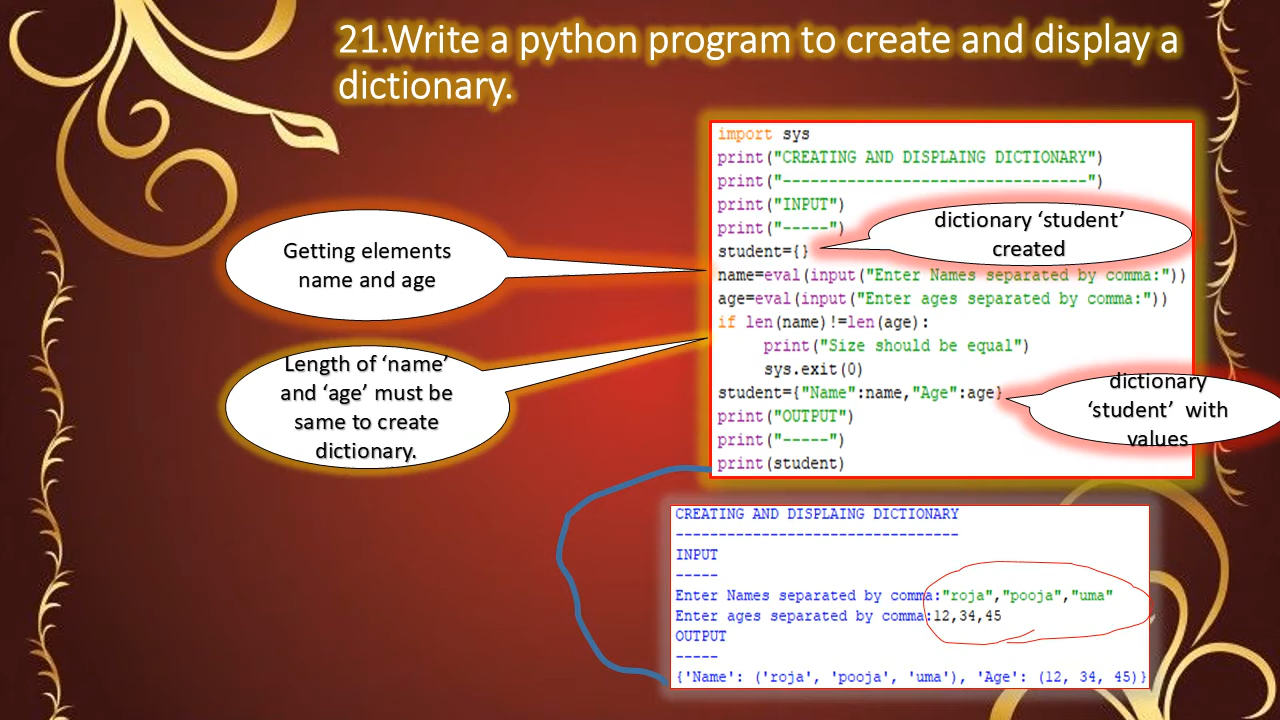 21.Write a python program to create and display a
dictionary.
import sys
print("CREATING AND DISPLAING DICTIONARY")
print("---------------------------------")
print("INPUT")
print("-----")
student={}
name=eval(input("Enter Names separated by comma:"))
age=eval(input("Enter ages separated by comma:"))
if len(name)!=len(age):
print("Size should be equal")
sys.exit(0)
student={"Name":name,"Age":age}
print("OUTPUT")
print("-----")
print(student)
dictionary ‘student’
created
Getting elements
name and age
Length of ‘name’
and ‘age’ must be
same to create
dictionary.
dictionary
‘student’ with
values
CREATING AND DISPLAING DICTIONARY
---------------------------------
INPUT
-----
Enter Names separated by comma:"roja","pooja","uma"
Enter ages separated by comma:12,34,45
OUTPUT
-----
{'Name': ('roja', 'pooja', 'uma'), 'Age': (12, 34, 45)}